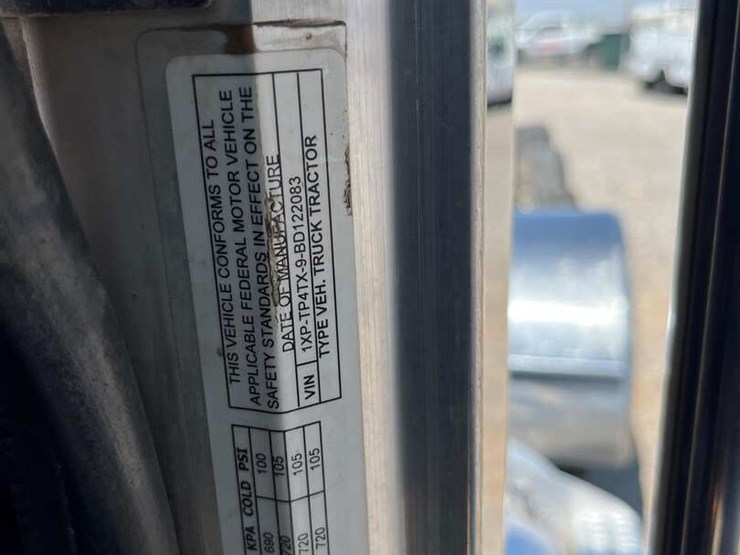 THIS VEHICLE CONFORMS TO ALL
APPLICABLE FEDERAL MOTOR VEHICLE
SAFETY STANDARDS IN EFFECT ON THE
DATE OF MANUFACTURE
VIN 1XP-TP4TX-9-BD122083
TYPE VEH. TRUCK TRACTOR
KPA COLD PSI
690 100
720 105
720 105
720 105